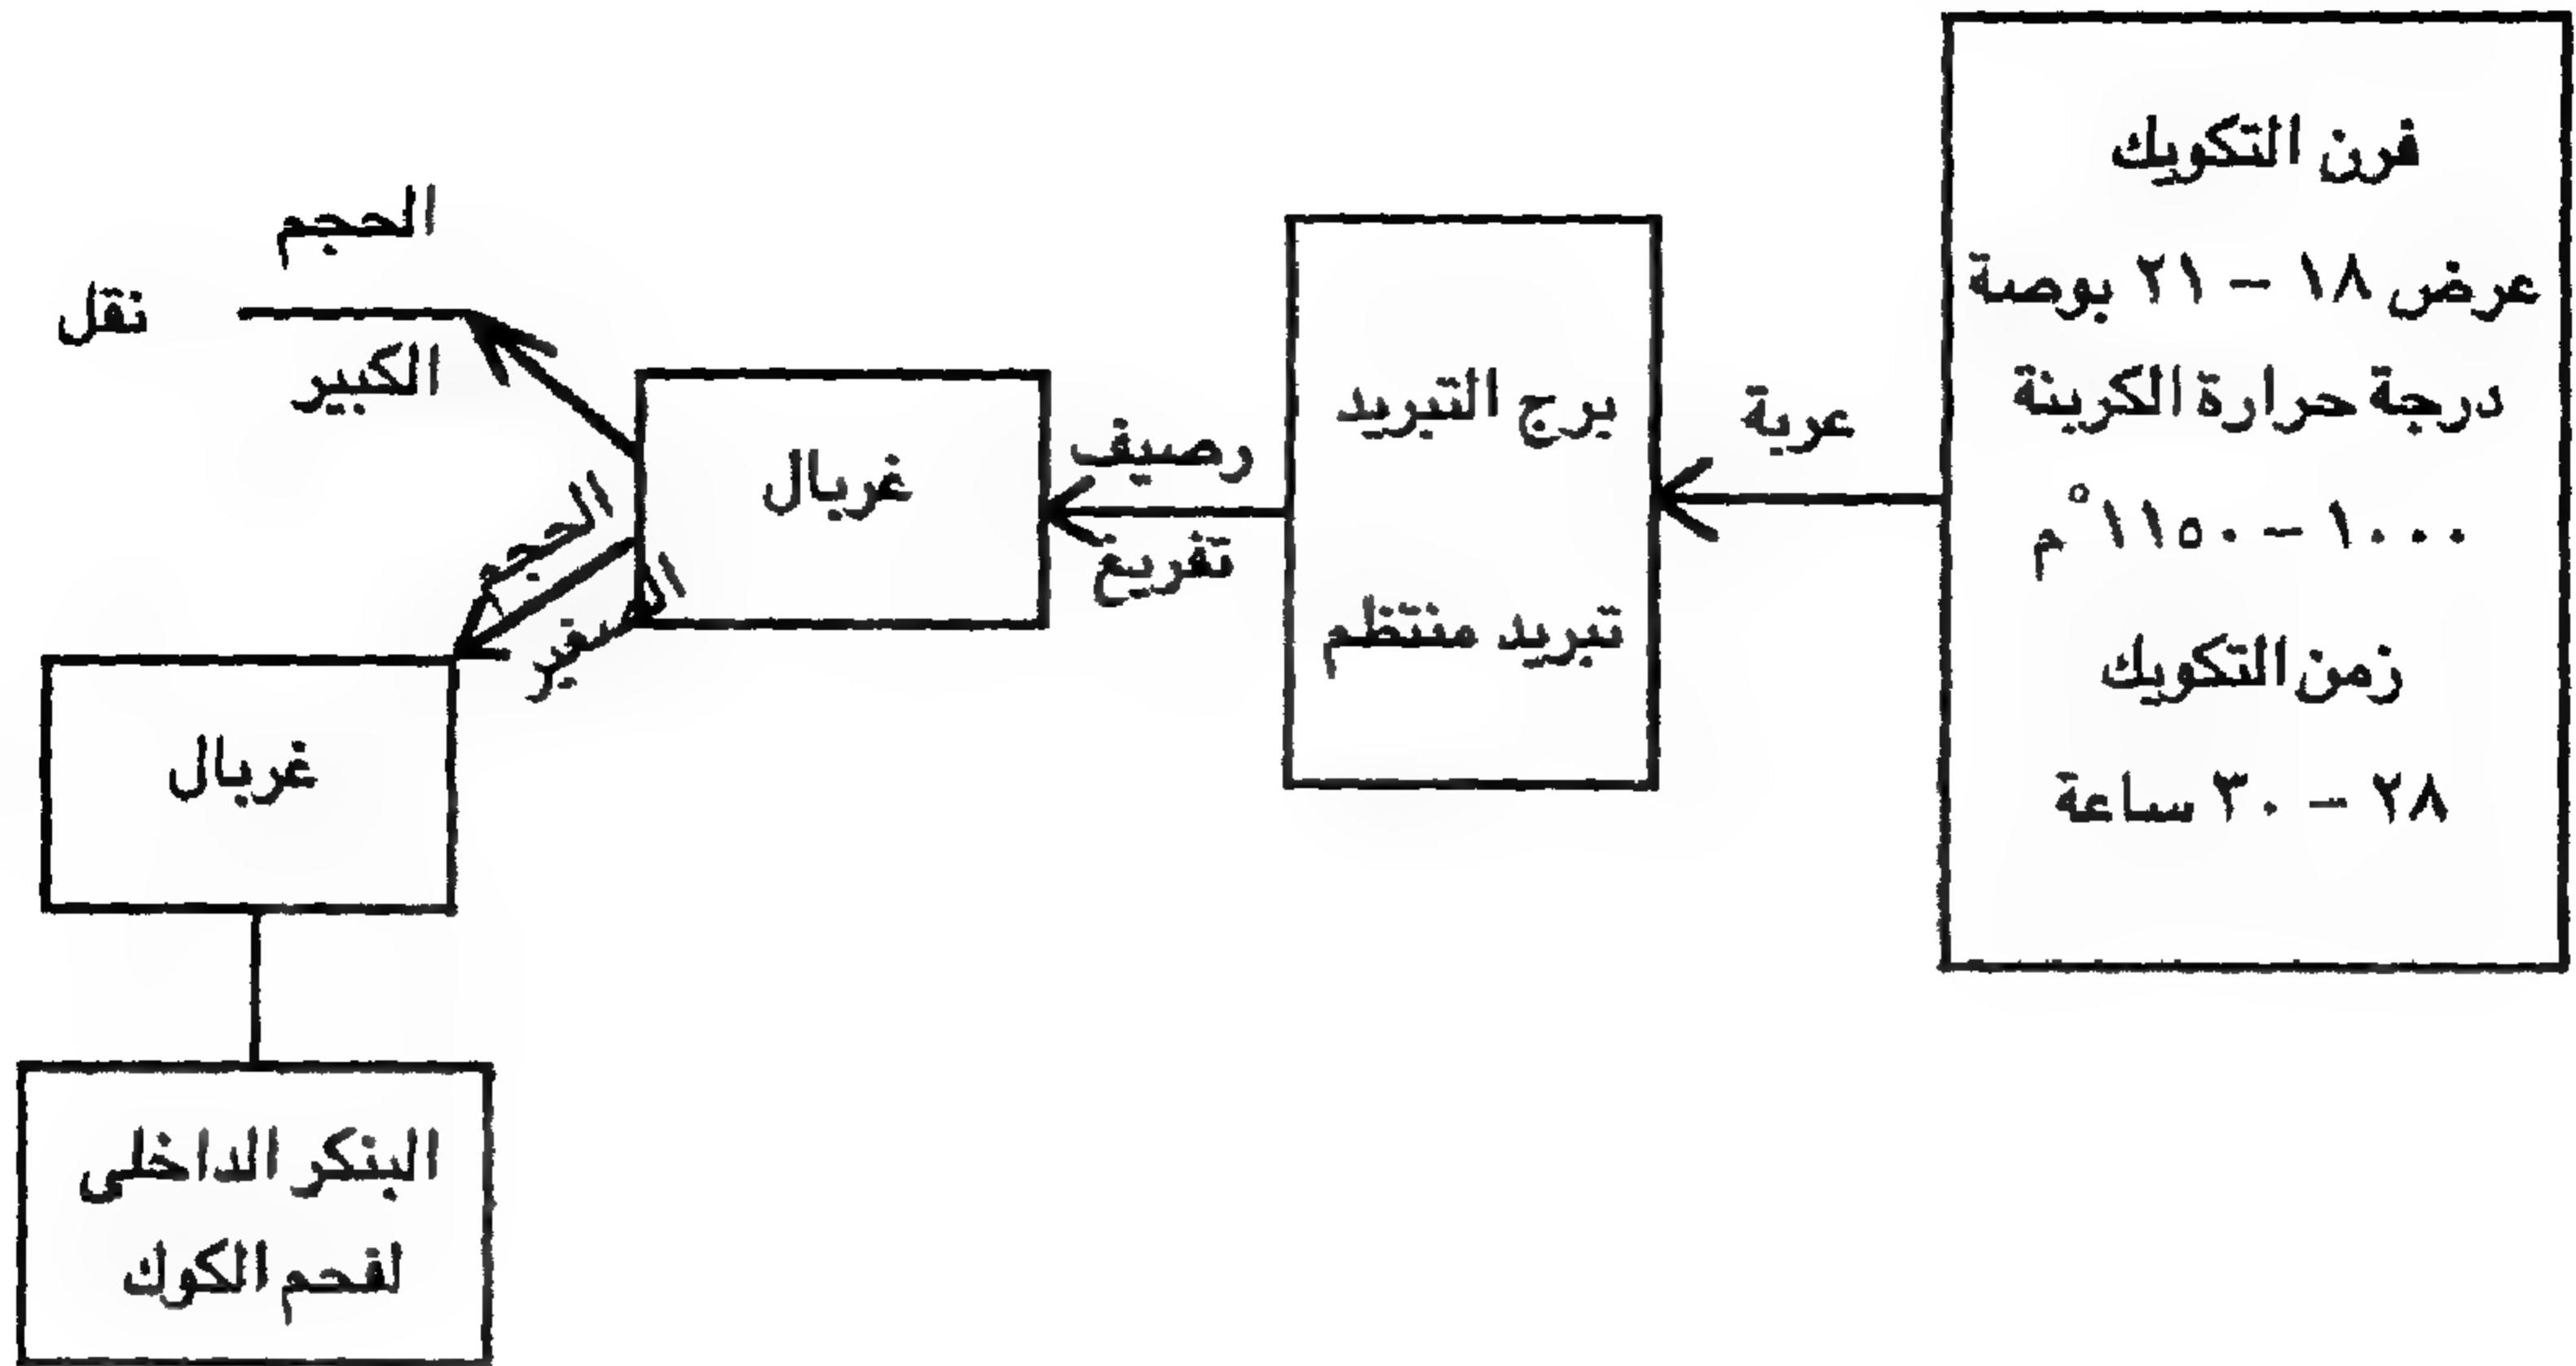 فرن التكويك
عرض ١٨ – ٢١ بوصة
درجة حرارة الكربنة
١٠٠٠ – ١١٥٠°م
زمن التكويك
٢٨ – ٣٠ ساعة
عربة
برج التبريد
تبريد منتظم
رصيف
تفريغ
غربال
الحجم
الكبير
نقل
الحجم
الصغير
غربال
البنكر الداخلى
لفحم الكوك